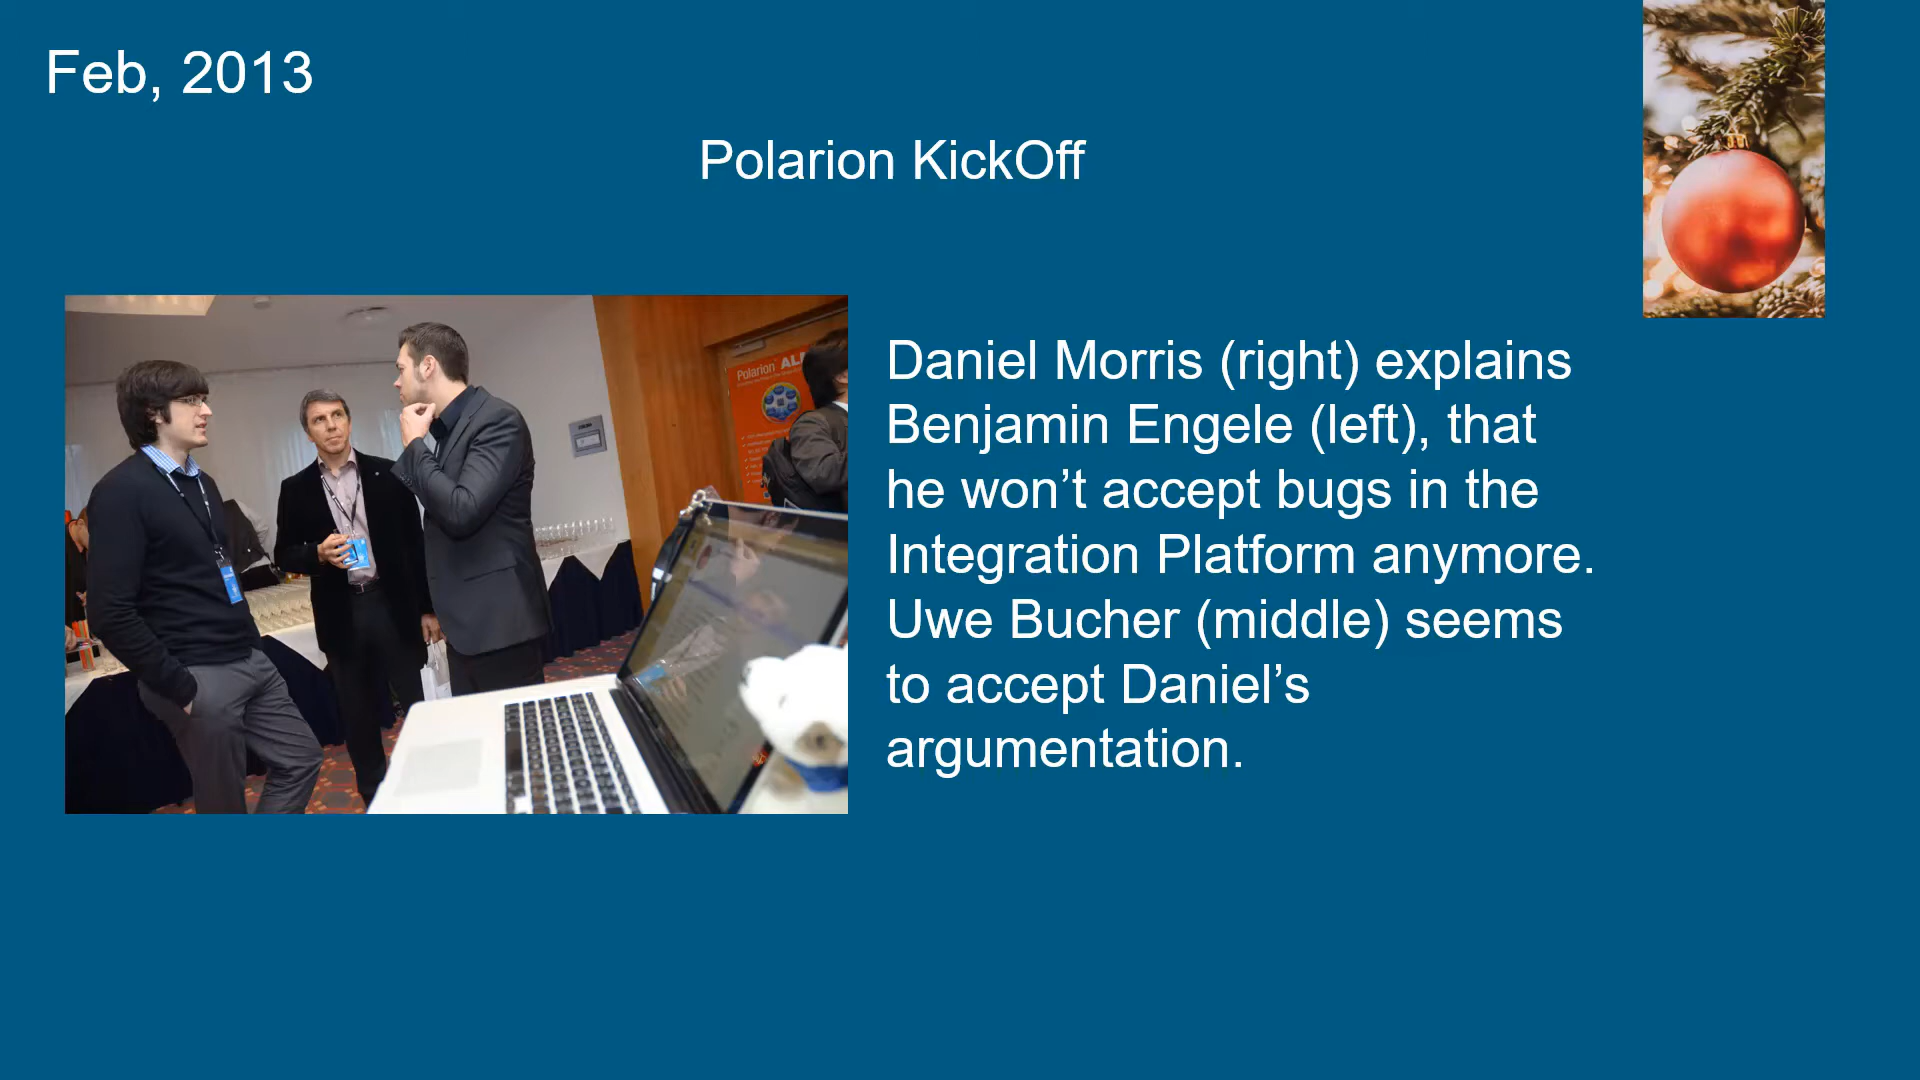 Feb, 2013
Polarion KickOff
Daniel Morris (right) explains
Benjamin Engele (left), that
he won’t accept bugs in the
Integration Platform anymore.
Uwe Bucher (middle) seems
to accept Daniel’s
argumentation.
Polarion